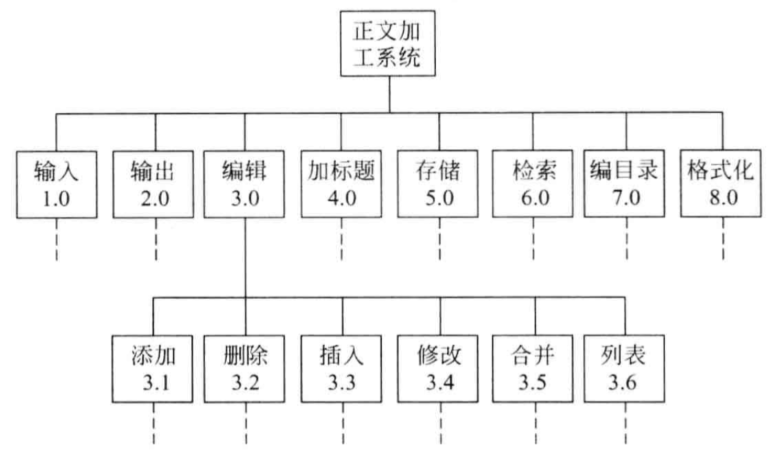 正文加
工系统
输入 输出 编辑 加标题 存储 检索 编目录 格式化
1.0 2.0 3.0 4.0 5.0 6.0 7.0 8.0
添加 删除 插入 修改 合并 列表
3.1 3.2 3.3 3.4 3.5 3.6